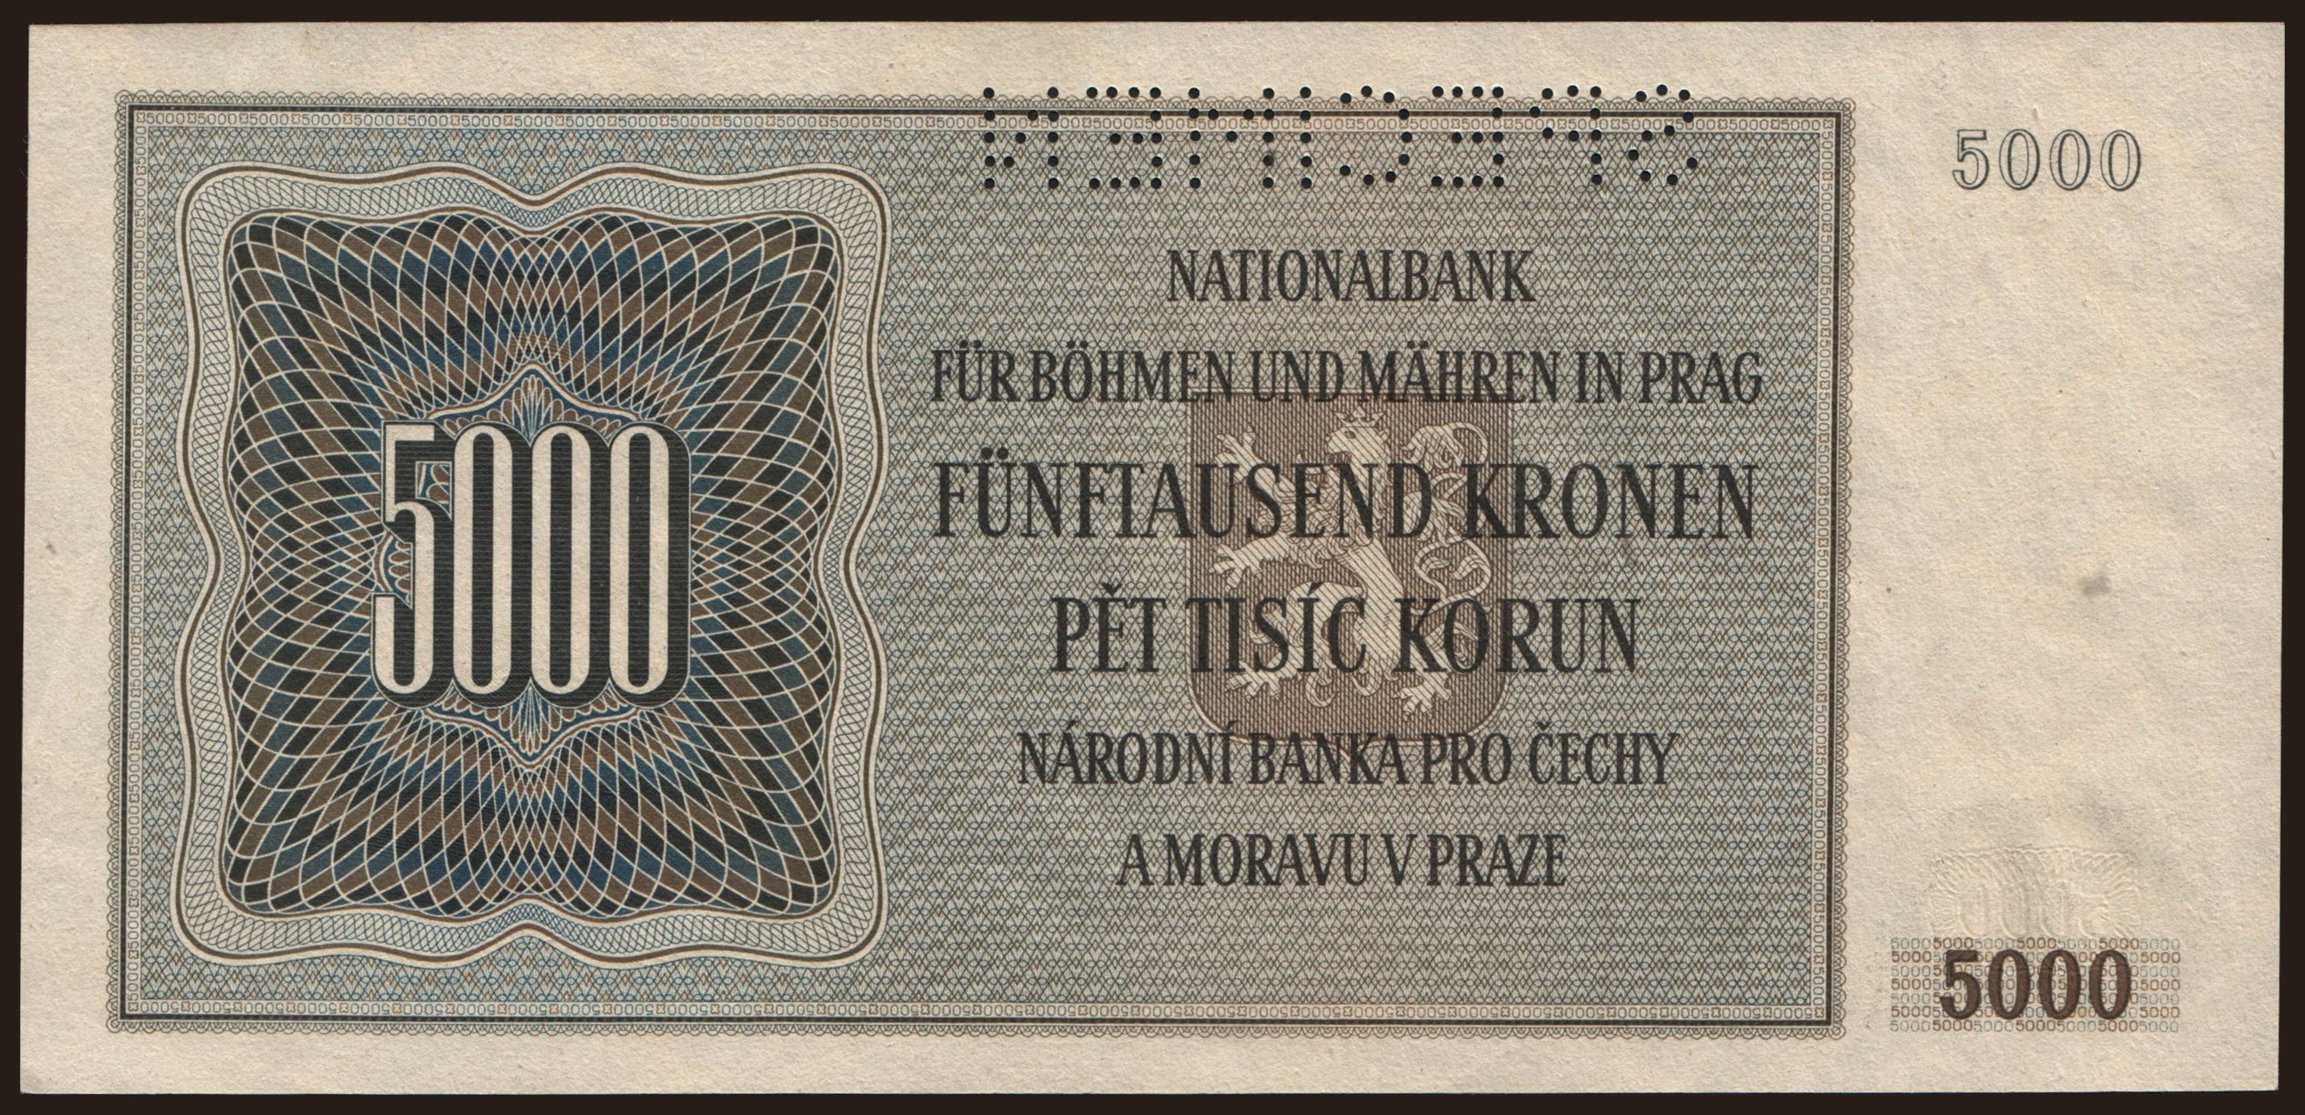 5000
NATIONALBANK
FÜR BÖHMEN UND MÄHREN IN PRAG
FÜNFTAUSEND KRONEN
PĚT TISÍC KORUN
NÁRODNÍ BANKA PRO ČECHY
A MORAVU V PRAZE
5000
5000